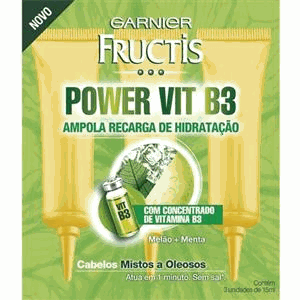 NOVO
GARNIER
FRUCTIS
POWER VIT B3
AMPOLA RECARGA DE HIDRATAÇÃO
VIT
B3
COM CONCENTRADO
DE VITAMINA B3
Melão + Menta
Cabelos Mistos a Oleosos
Atua em 1 minuto. Sem sal*.
Contém
3 unidades de 15ml